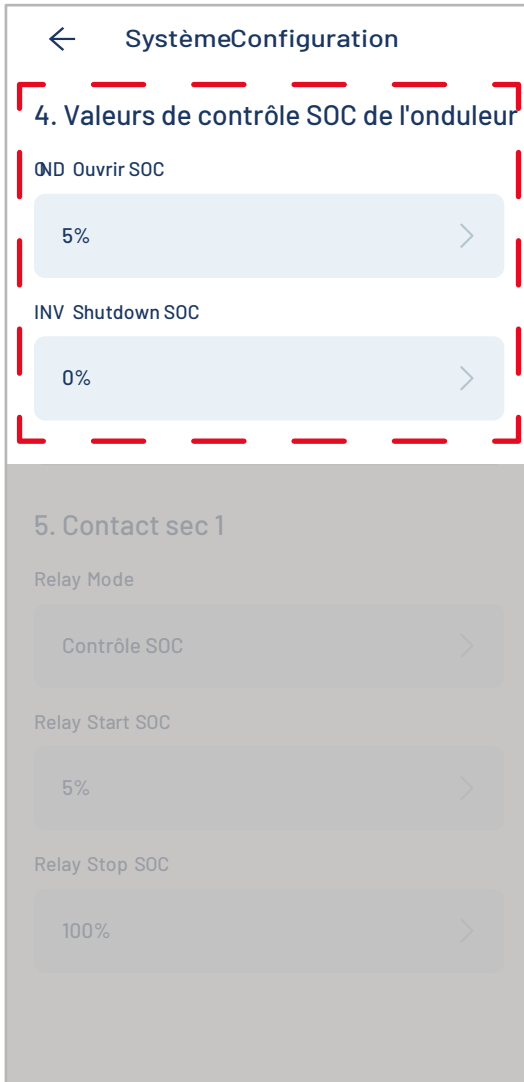 SystèmeConfiguration
4. Valeurs de contrôle SOC de l'onduleur
OND Ouvrir SOC
5%
INV Shutdown SOC
0%
5. Contact sec 1
Relay Mode
Contrôle SOC
Relay Start SOC
5%
Relay Stop SOC
100%